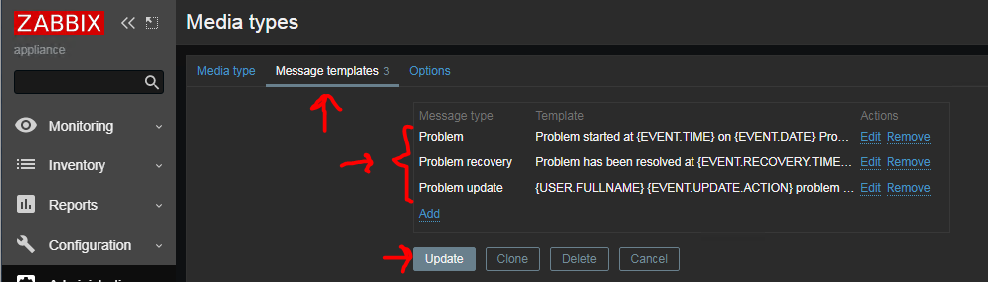 ZABBIX
appliance
Monitoring
Inventory
Reports
Configuration
Media types
Media type Message templates 3 Options
Message type Template Actions
Problem Problem started at {EVENT.TIME} on {EVENT.DATE} Pro... Edit Remove
Problem recovery Problem has been resolved at {EVENT.RECOVERY.TIME... Edit Remove
Problem update {USER.FULLNAME} {EVENT.UPDATE.ACTION} problem ... Edit Remove
Add
Update Clone Delete Cancel